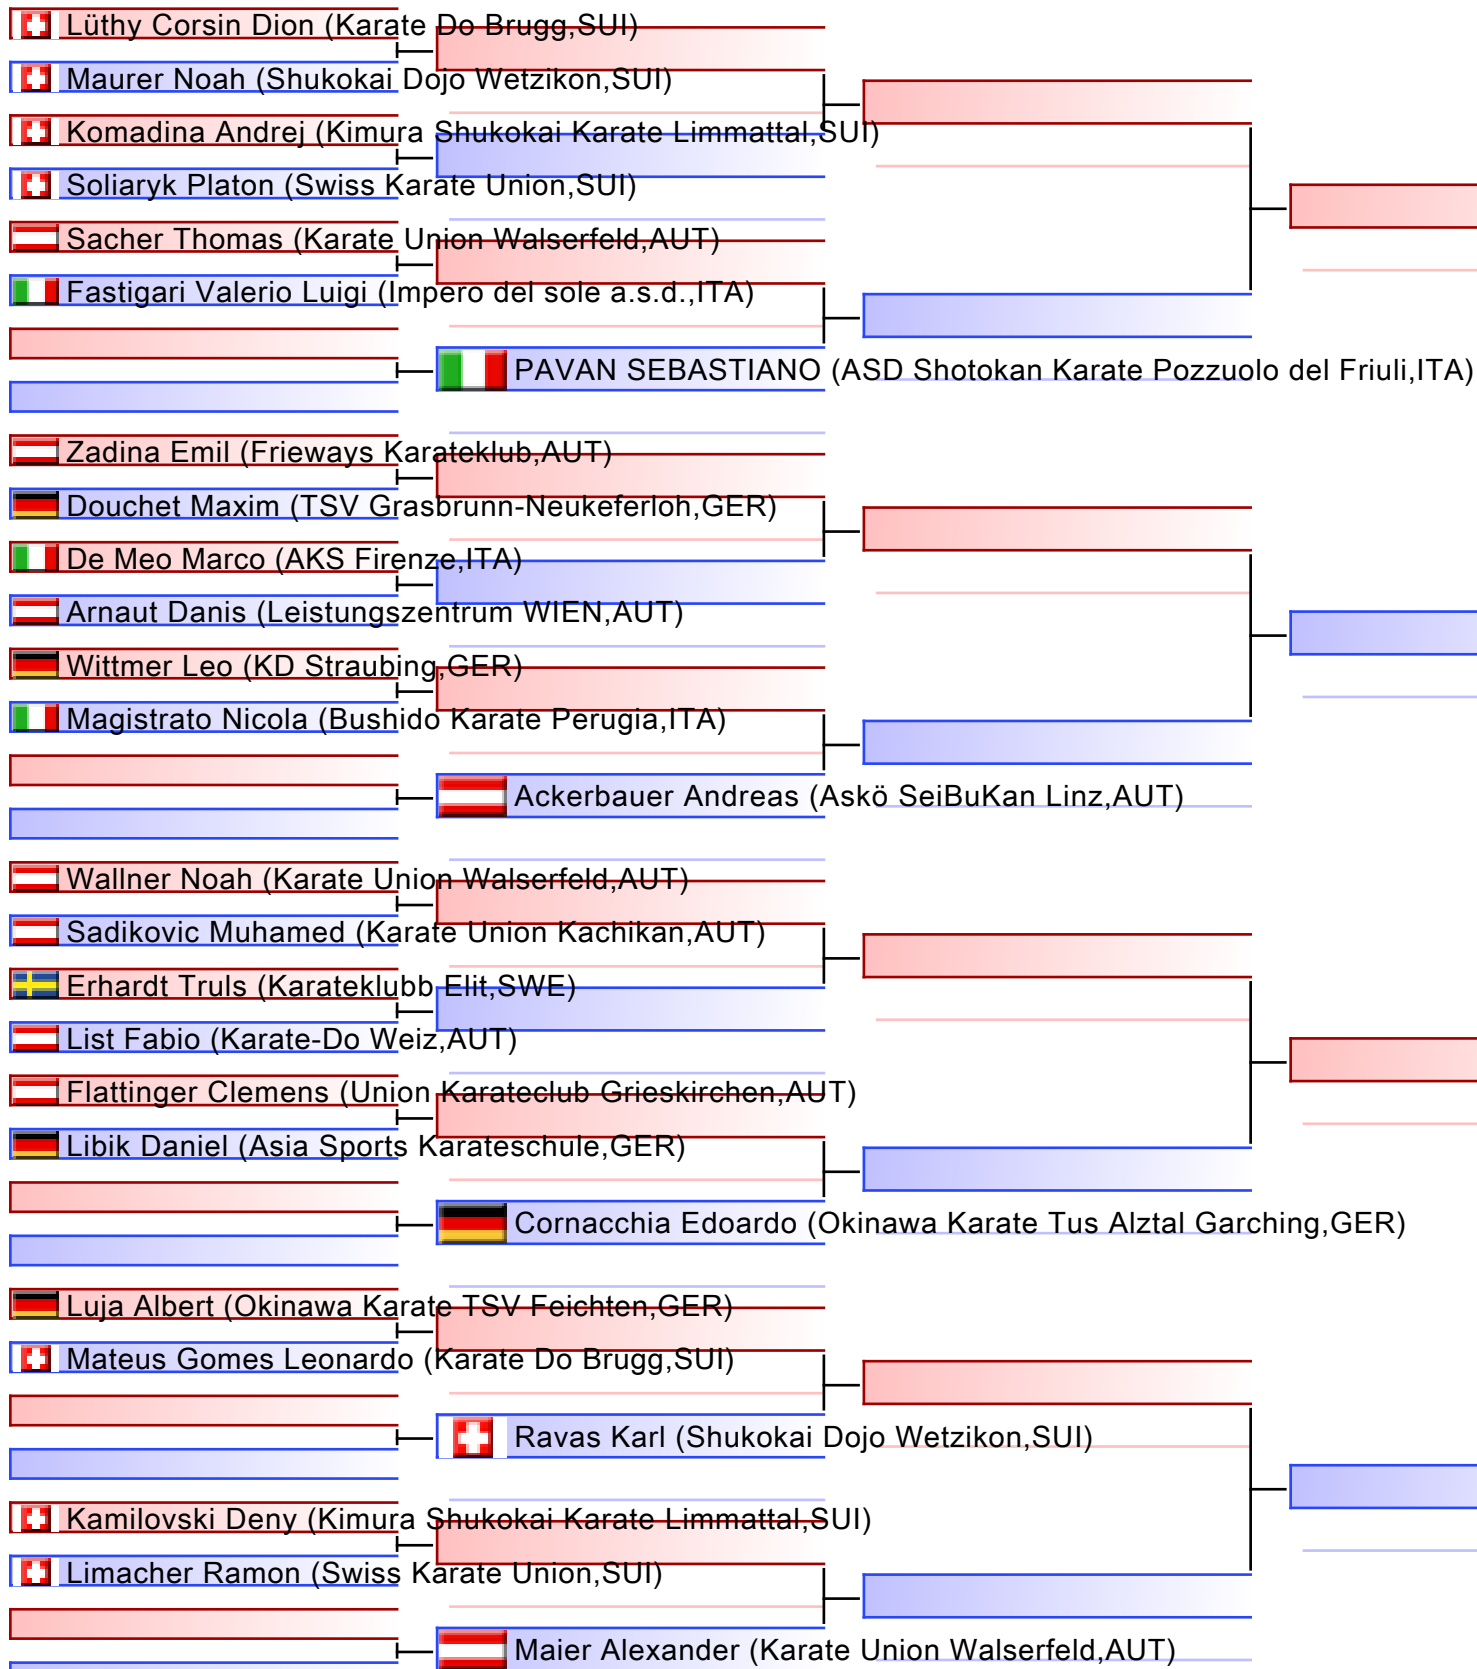 Lüthy Corsin Dion (Karate Do Brugg,SUI)
Maurer Noah (Shukokai Dojo Wetzikon,SUI)
Komadina Andrej (Kimura Shukokai Karate Limmattal,SUI)
Soliaryk Platon (Swiss Karate Union,SUI)
Sacher Thomas (Karate Union Walserfeld,AUT)
Fastigari Valerio Luigi (Impero del sole a.s.d.,ITA)
PAVAN SEBASTIANO (ASD Shotokan Karate Pozzuolo del Friuli,ITA)
Zadina Emil (Frieways Karateklub,AUT)
Douchet Maxim (TSV Grasbrunn-Neukeferloh,GER)
De Meo Marco (AKS Firenze,ITA)
Arnaut Danis (Leistungszentrum WIEN,AUT)
Wittmer Leo (KD Straubing,GER)
Magistrato Nicola (Bushido Karate Perugia,ITA)
Ackerbauer Andreas (Askö SeiBuKan Linz,AUT)
Wallner Noah (Karate Union Walserfeld,AUT)
Sadikovic Muhamed (Karate Union Kachikan,AUT)
Erhardt Truls (Karateklubb Elit,SWE)
List Fabio (Karate-Do Weiz,AUT)
Flattinger Clemens (Union Karateclub Grieskirchen,AUT)
Libik Daniel (Asia Sports Karateschule,GER)
Cornacchia Edoardo (Okinawa Karate Tus Alztal Garching,GER)
Luja Albert (Okinawa Karate TSV Feichten,GER)
Mateus Gomes Leonardo (Karate Do Brugg,SUI)
Ravas Karl (Shukokai Dojo Wetzikon,SUI)
Kamilovski Deny (Kimura Shukokai Karate Limmattal,SUI)
Limacher Ramon (Swiss Karate Union,SUI)
Maier Alexander (Karate Union Walserfeld,AUT)